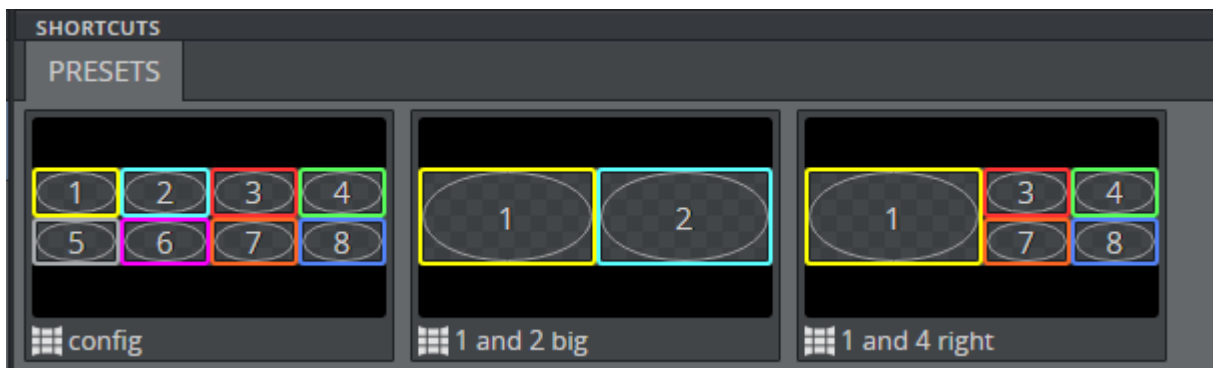 SHORTCUTS
PRESETS
1 2 3 4
5 6 7 8
config
1 2
1 and 2 big
1 3 4
7 8
1 and 4 right